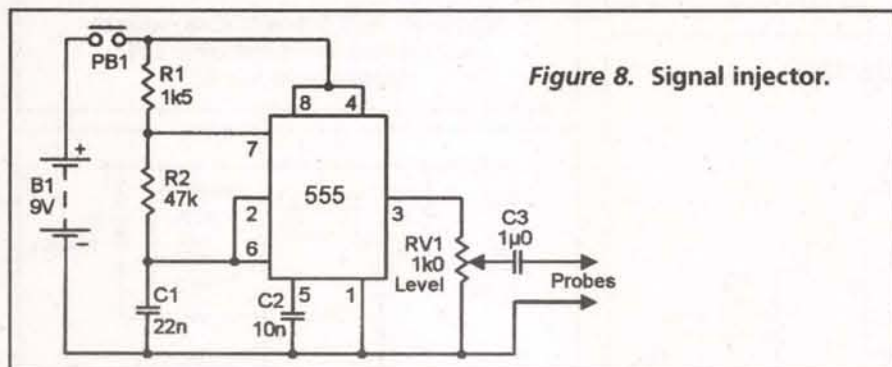 Figure 8. Signal injector.
PB1
R1
1k5
8 4
7
B1
9V
+
−
R2
47k
2
555
3
6
RV1
1k0
Level
C3
1µ0
Probes
C1
22n
C2
10n
5 1